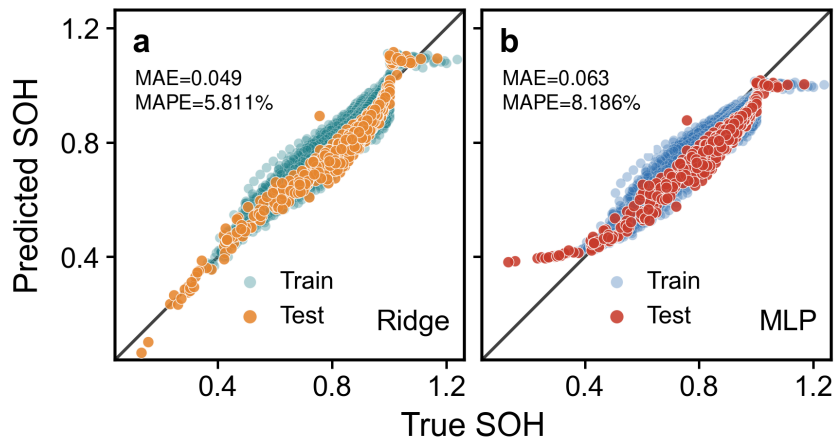 Predicted SOH
1.2
0.8
0.4
a
MAE=0.049
MAPE=5.811%
Train
Test
Ridge
0.4 0.8 1.2
b
MAE=0.063
MAPE=8.186%
Train
Test
MLP
0.4 0.8 1.2
True SOH